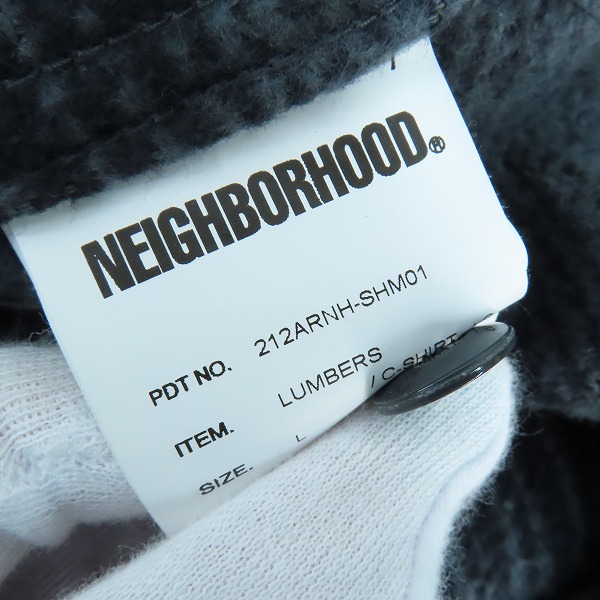 NEIGHBORHOOD.®
PDT NO. 212ARNH-SHM01
ITEM. LUMBERS
/ C-SHIRT
SIZE. L